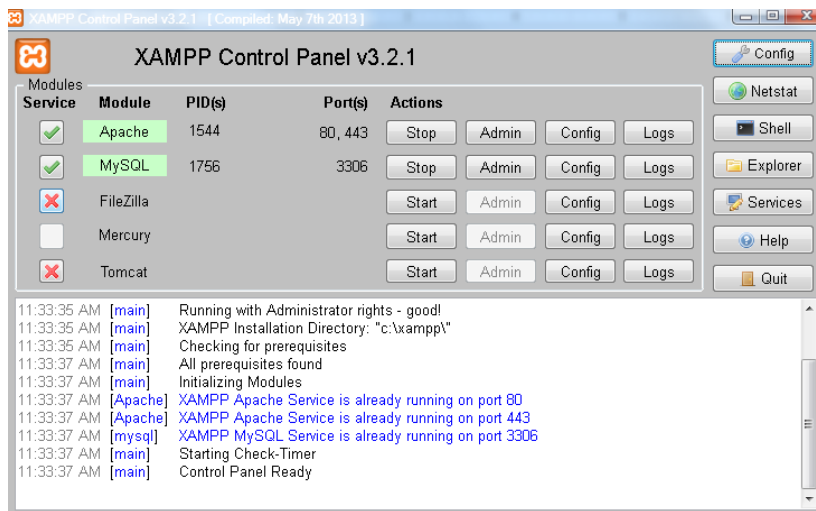 XAMPP Control Panel v3.2.1 [ Compiled: May 7th 2013 ]
XAMPP Control Panel v3.2.1
Config
Modules
Service Module PID(s) Port(s) Actions
Netstat
Apache 1544 80, 443 Stop Admin Config Logs
Shell
MySQL 1756 3306 Stop Admin Config Logs
Explorer
FileZilla Start Admin Config Logs
Services
Mercury Start Admin Config Logs
Help
Tomcat Start Admin Config Logs
Quit
11:33:35 AM [main] Running with Administrator rights - good!
11:33:35 AM [main] XAMPP Installation Directory: "c:\xampp\"
11:33:35 AM [main] Checking for prerequisites
11:33:37 AM [main] All prerequisites found
11:33:37 AM [main] Initializing Modules
11:33:37 AM [Apache] XAMPP Apache Service is already running on port 80
11:33:37 AM [Apache] XAMPP Apache Service is already running on port 443
11:33:37 AM [mysql] XAMPP MySQL Service is already running on port 3306
11:33:37 AM [main] Starting Check-Timer
11:33:37 AM [main] Control Panel Ready